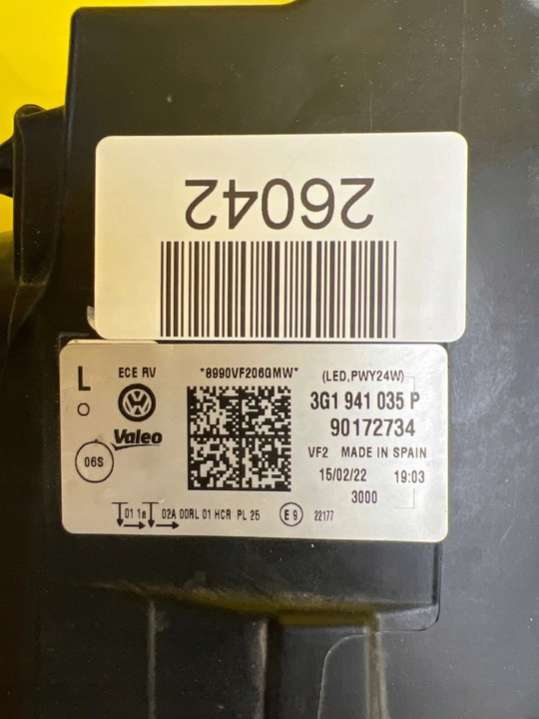 26042
L
ECE RV
*8990VF206GMW*
(LED,PWY24W)
3G1 941 035 P
Valeo
90172734
06S
VF2 MADE IN SPAIN
15/02/22 19:03
3000
01 1a 02A 00RL 01 HCR PL 25 E9 22177